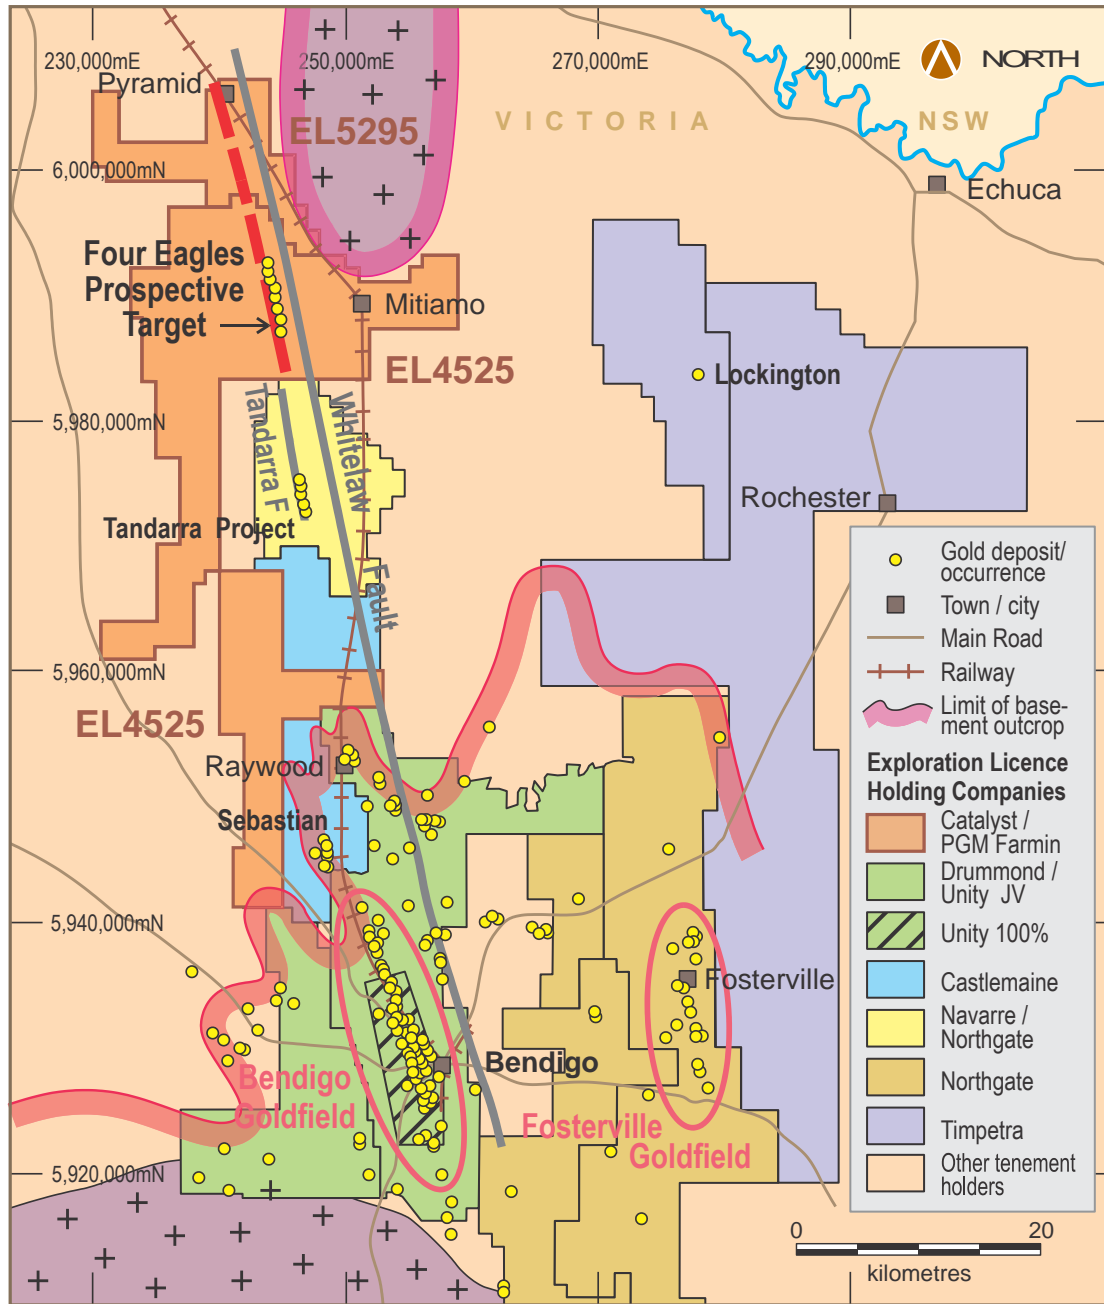 230,000mE
250,000mE
270,000mE
290,000mE
NORTH
Pyramid
EL5295
VICTORIA
NSW
6,000,000mN
Echuca
Four Eagles
Prospective
Target
Mitiamo
EL4525
Lockington
5,980,000mN
Tandarra F
Whitelaw
Fault
Rochester
Tandarra Project
5,960,000mN
EL4525
Raywood
Sebastian
5,940,000mN
Fosterville
Bendigo
Bendigo
Goldfield
Fosterville
Goldfield
5,920,000mN
Gold deposit/
occurrence
Town / city
Main Road
Railway
Limit of base-
ment outcrop
Exploration Licence
Holding Companies
Catalyst /
PGM Farmin
Drummond /
Unity JV
Unity 100%
Castlemaine
Navarre /
Northgate
Northgate
Timpetra
Other tenement
holders
0
20
kilometres